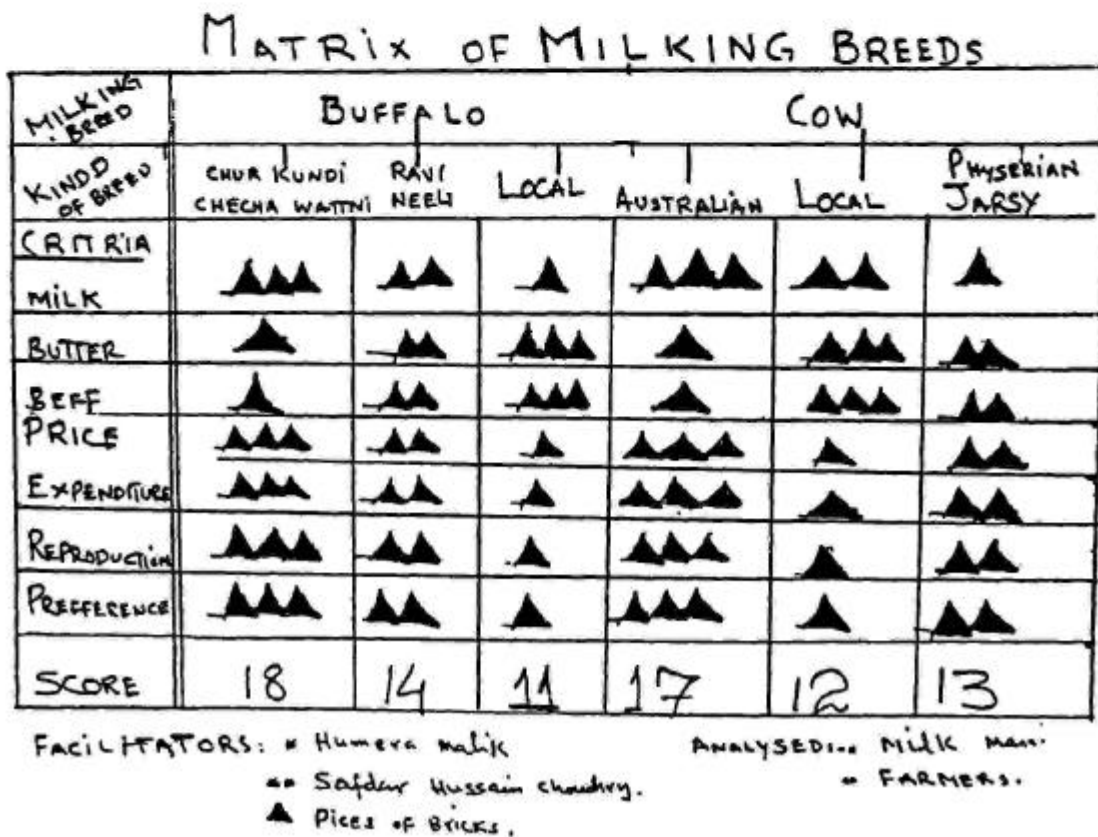 MATRIX OF MILKING BREEDS
MILKING BREED BUFFALO COW
KINDD OF BREED CHUR KUNDI CHECHA WATTNI RAVI NEELI LOCAL AUSTRALIAN LOCAL PHYSERIAN JARSY
CRITRIA
MILK
BUTTER
BEFF
PRICE
EXPENDITURE
REPRODUCTION
PREFFERENCE
SCORE 18 14 11 17 12 13
FACILITATORS: Humera malik ANALYSED: MILK MAN
Safdar Hussain choudhry. FARMERS.
Pices of Bricks.